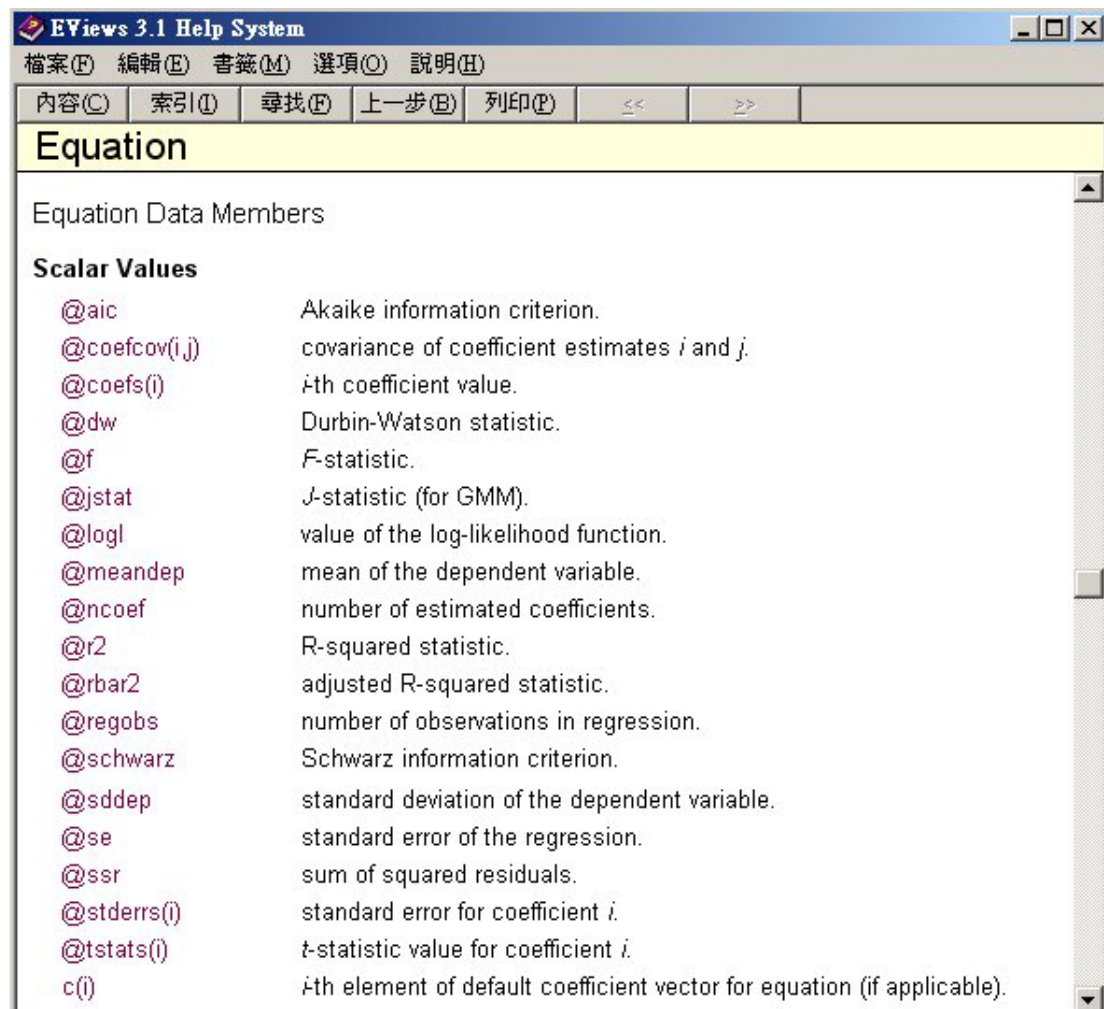 EViews 3.1 Help System
檔案(F) 編輯(E) 書籤(M) 選項(O) 說明(H)
內容(C) 索引(I) 尋找(F) 上一步(B) 列印(P) << >>
Equation
Equation Data Members
Scalar Values
@aic Akaike information criterion.
@coefcov(i,j) covariance of coefficient estimates i and j.
@coefs(i) i-th coefficient value.
@dw Durbin-Watson statistic.
@f F-statistic.
@jstat J-statistic (for GMM).
@logl value of the log-likelihood function.
@meandep mean of the dependent variable.
@ncoef number of estimated coefficients.
@r2 R-squared statistic.
@rbar2 adjusted R-squared statistic.
@regobs number of observations in regression.
@schwarz Schwarz information criterion.
@sddep standard deviation of the dependent variable.
@se standard error of the regression.
@ssr sum of squared residuals.
@stderrs(i) standard error for coefficient i.
@tstats(i) t-statistic value for coefficient i.
c(i) i-th element of default coefficient vector for equation (if applicable).